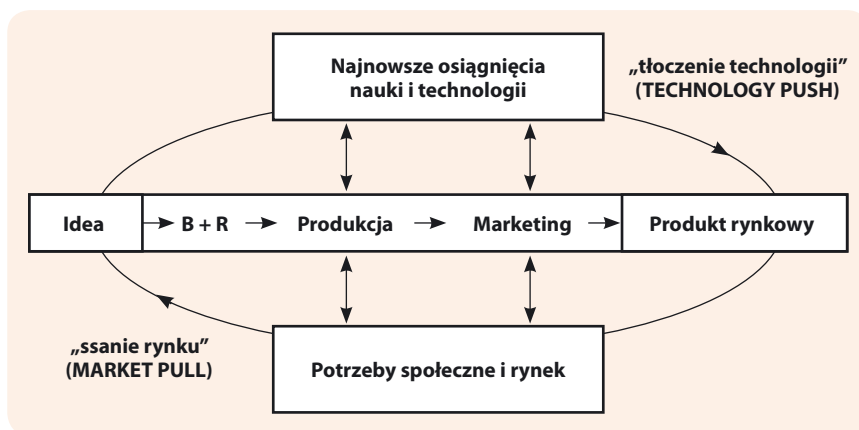 Najnowsze osiągnięcia
nauki i technologii
„tłoczenie technologii”
(TECHNOLOGY PUSH)
Idea
B + R
Produkcja
Marketing
Produkt rynkowy
„ssanie rynku”
(MARKET PULL)
Potrzeby społeczne i rynek